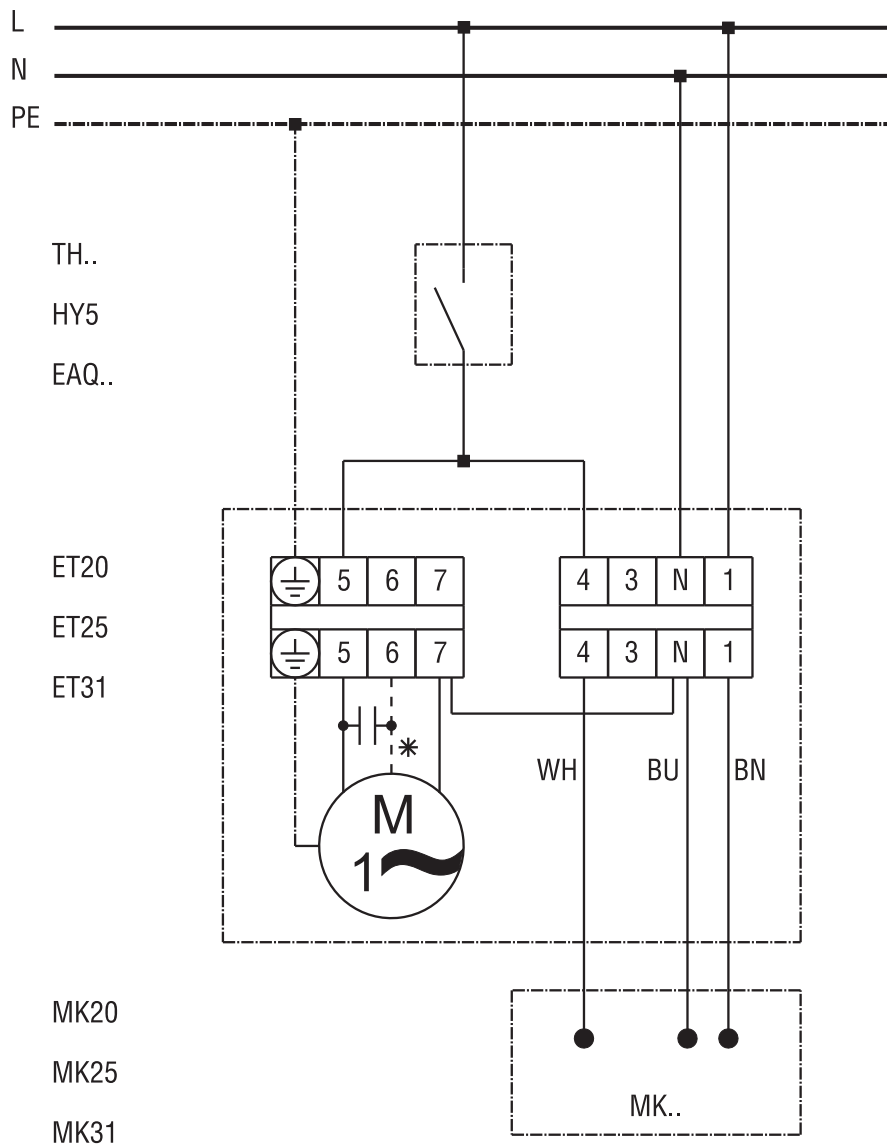 L
N
PE
TH..
HY5
EAQ..
ET20
ET25
ET31
5 6 7
4 3 N 1
5 6 7
4 3 N 1
*
WH BU BN
M
1~
MK20
MK25
MK31
MK..